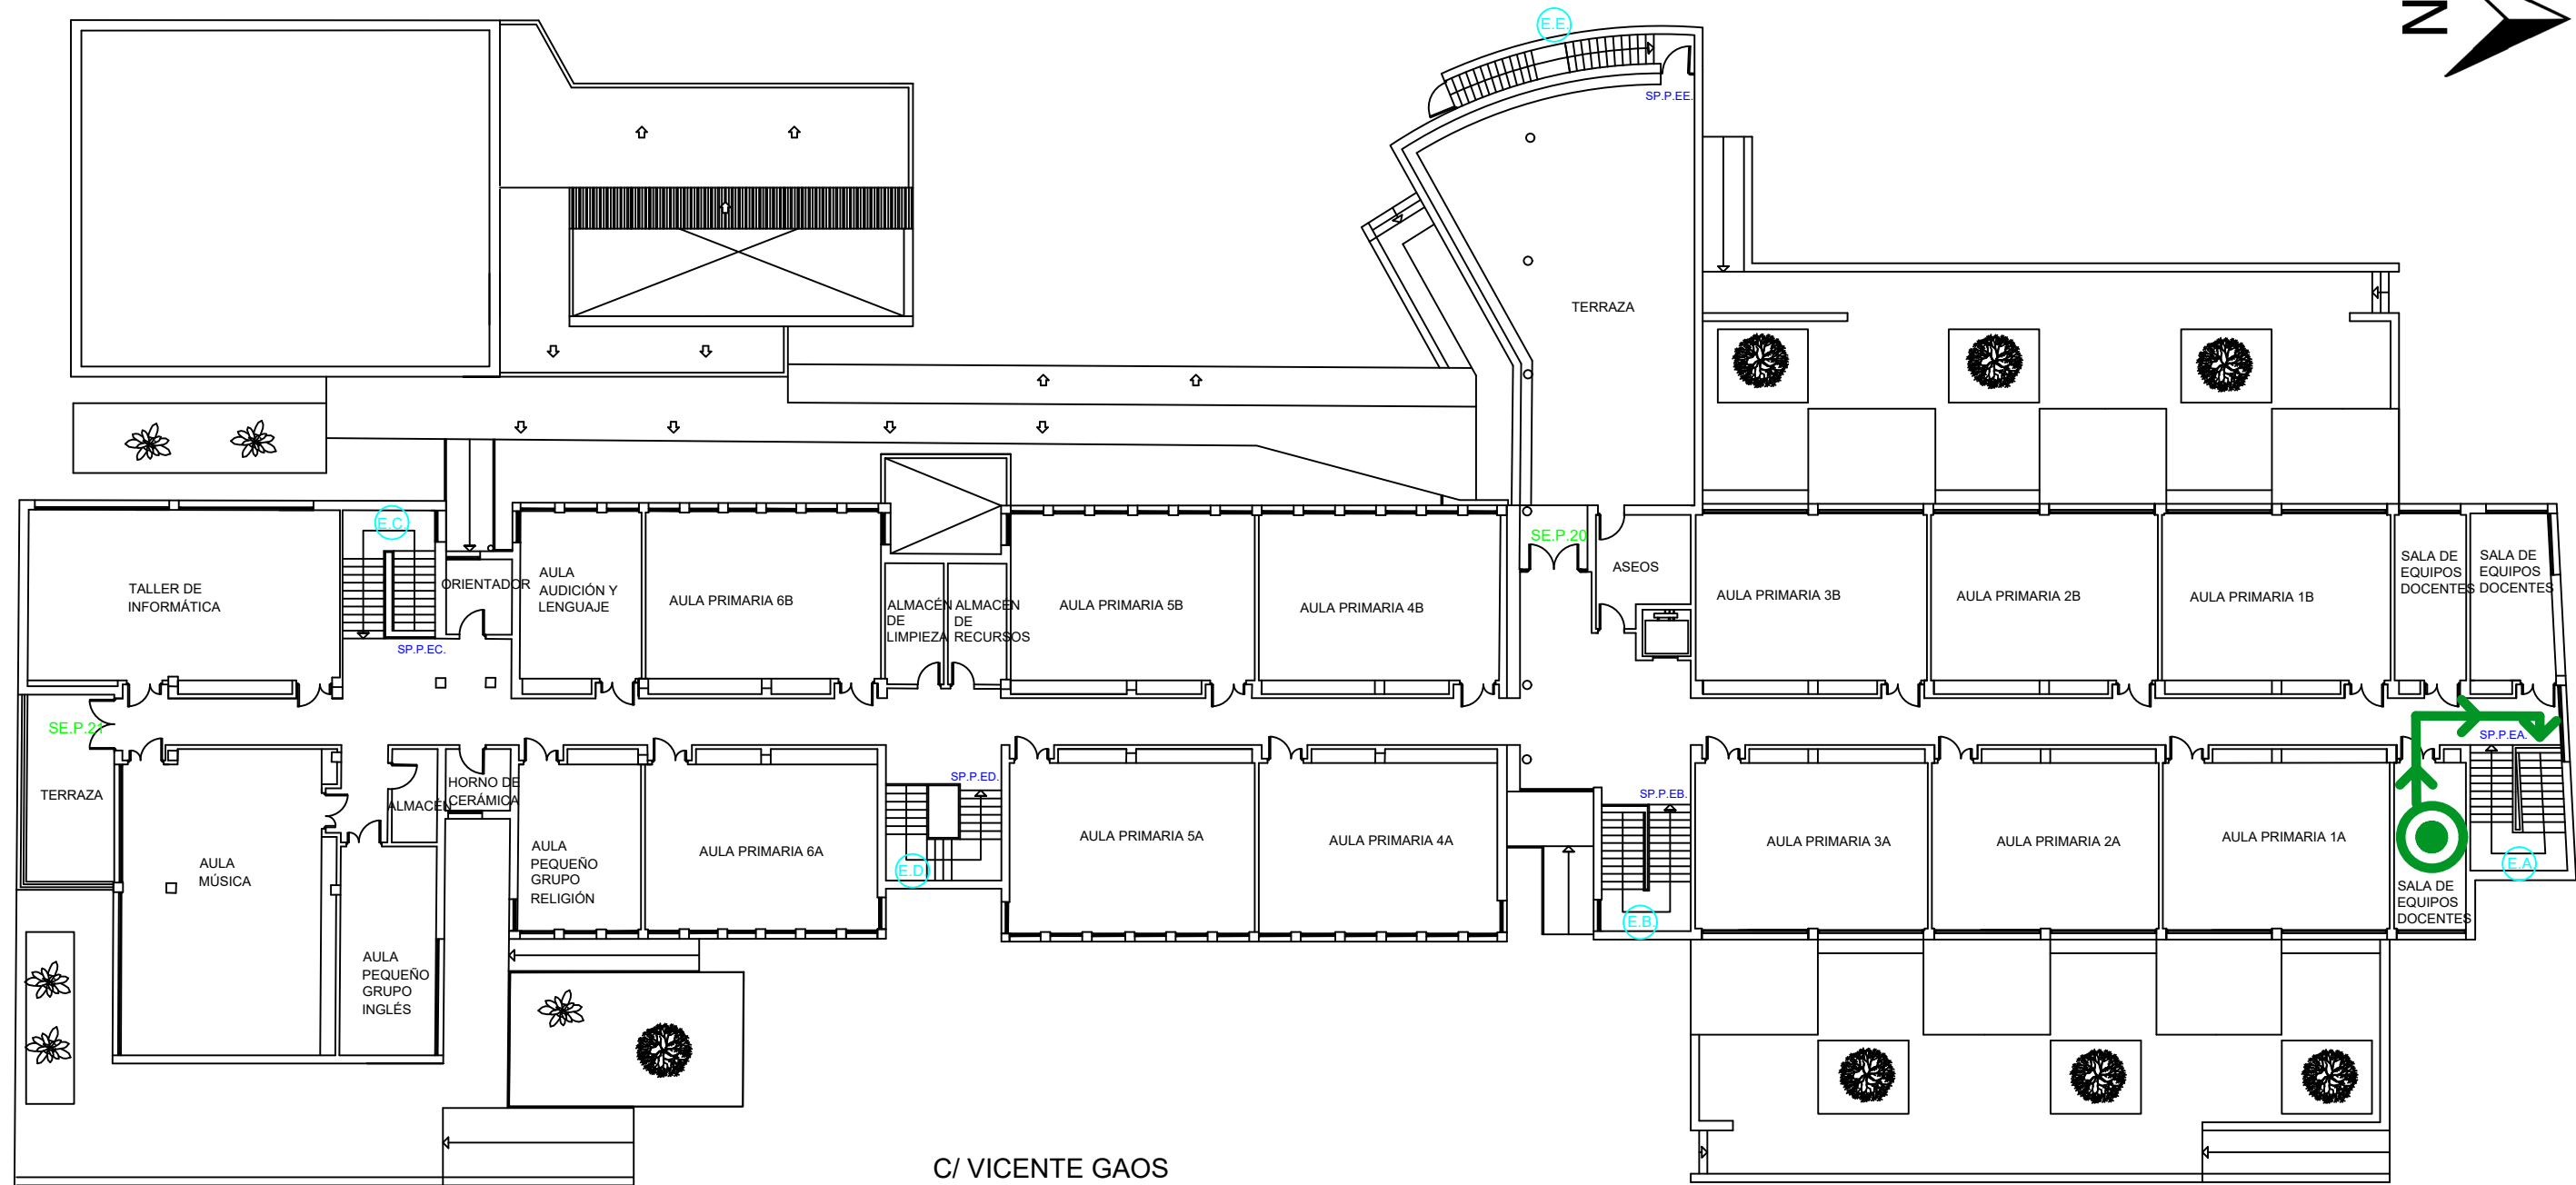 E.E.
N
SP.P.EE.
TERRAZA
E.C.
SE.P.20
TALLER DE
INFORMÁTICA
ORIENTADOR
AULA
AUDICIÓN Y
LENGUAJE
AULA PRIMARIA 6B
ALMACÉN
DE
LIMPIEZA
ALMACEN
DE
RECURSOS
AULA PRIMARIA 5B
AULA PRIMARIA 4B
ASEOS
AULA PRIMARIA 3B
AULA PRIMARIA 2B
AULA PRIMARIA 1B
SALA DE
EQUIPOS
DOCENTES
SALA DE
EQUIPOS
DOCENTES
SP.P.EC.
SE.P.21
SP.P.EA.
TERRAZA
ALMACÉN
HORNO DE
CERÁMICA
SP.P.ED.
SP.P.EB.
AULA
MÚSICA
AULA
PEQUEÑO
GRUPO
RELIGIÓN
AULA PRIMARIA 6A
E.D.
AULA PRIMARIA 5A
AULA PRIMARIA 4A
E.B.
AULA PRIMARIA 3A
AULA PRIMARIA 2A
AULA PRIMARIA 1A
SALA DE
EQUIPOS
DOCENTES
E.A.
AULA
PEQUEÑO
GRUPO
INGLÉS
C/ VICENTE GAOS